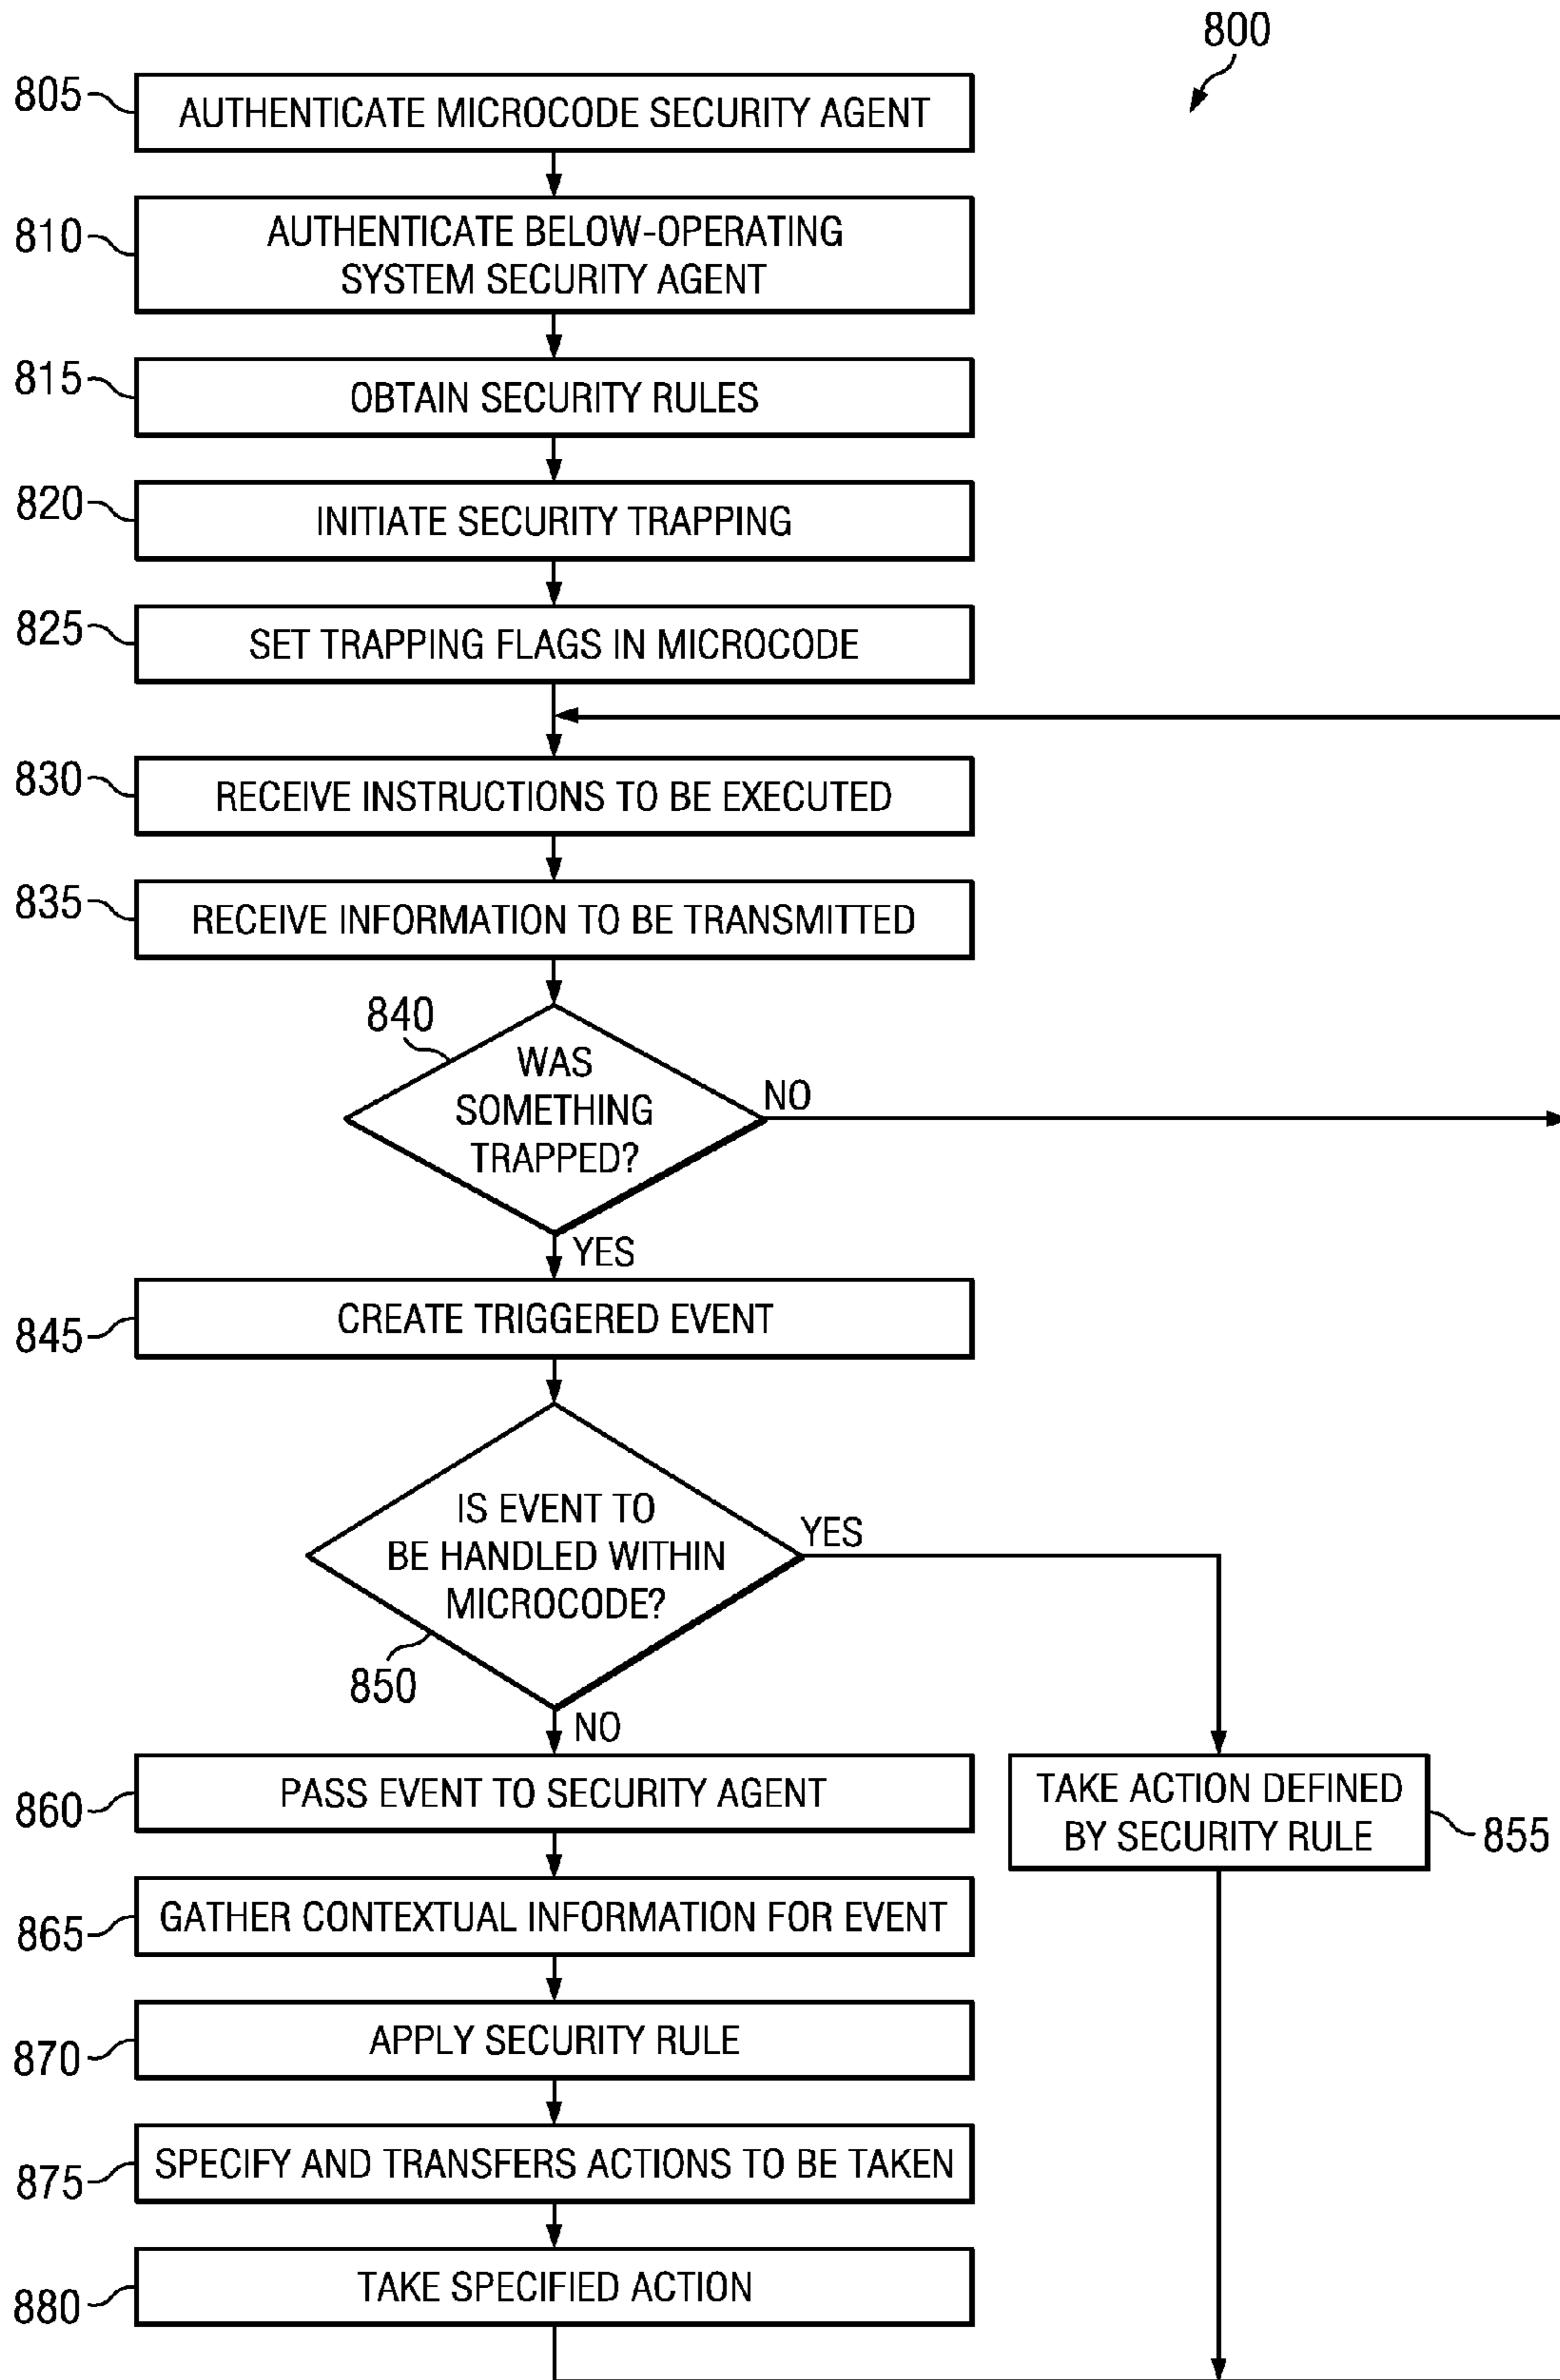 800
805
AUTHENTICATE MICROCODE SECURITY AGENT
810
AUTHENTICATE BELOW-OPERATING
SYSTEM SECURITY AGENT
815
OBTAIN SECURITY RULES
820
INITIATE SECURITY TRAPPING
825
SET TRAPPING FLAGS IN MICROCODE
830
RECEIVE INSTRUCTIONS TO BE EXECUTED
835
RECEIVE INFORMATION TO BE TRANSMITTED
840
WAS
SOMETHING
TRAPPED?
NO
YES
845
CREATE TRIGGERED EVENT
IS EVENT TO
BE HANDLED WITHIN
MICROCODE?
YES
850
NO
860
PASS EVENT TO SECURITY AGENT
TAKE ACTION DEFINED
BY SECURITY RULE
855
865
GATHER CONTEXTUAL INFORMATION FOR EVENT
870
APPLY SECURITY RULE
875
SPECIFY AND TRANSFERS ACTIONS TO BE TAKEN
880
TAKE SPECIFIED ACTION